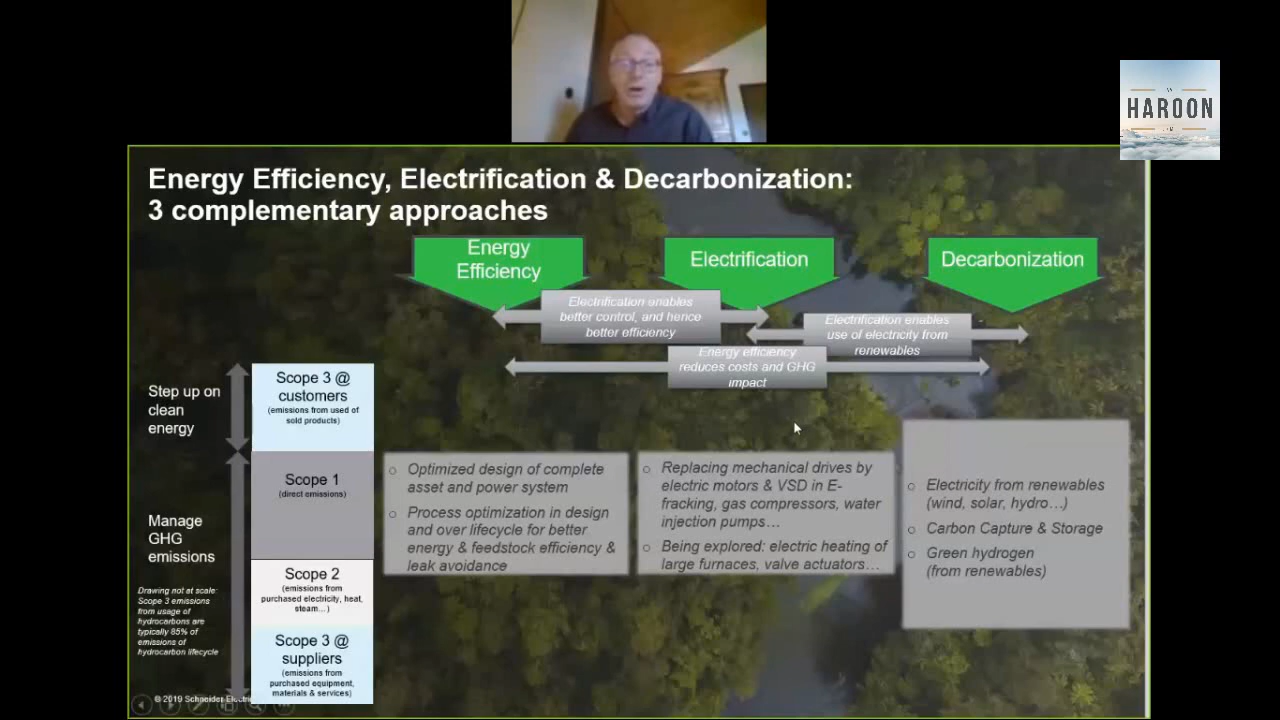 HAROON
Energy Efficiency, Electrification & Decarbonization:
3 complementary approaches
Energy
Efficiency
Electrification
Decarbonization
Electrification enables
better control, and hence
better efficiency
Electrification enables
use of electricity from
renewables
Energy efficiency
reduces costs and GHG
impact
Step up on
clean
energy
Scope 3 @
customers
(emissions from used of
sold products)
Scope 1
(direct emissions)
Manage
GHG
emissions
Scope 2
(emissions from
purchased electricity, heat,
steam…)
Scope 3 @
suppliers
(emissions from
purchased equipment,
materials & services)
Drawing not at scale:
Scope 3 emissions
from usage of
hydrocarbons are
typically 85% of
emissions of
hydrocarbon lifecycle
○ Optimized design of complete
asset and power system
○ Process optimization in design
and over lifecycle for better
energy & feedstock efficiency &
leak avoidance
○ Replacing mechanical drives by
electric motors & VSD in E-
fracking, gas compressors, water
injection pumps…
○ Being explored: electric heating of
large furnaces, valve actuators…
○ Electricity from renewables
(wind, solar, hydro…)
○ Carbon Capture & Storage
○ Green hydrogen
(from renewables)
© 2019 Schneider Electric